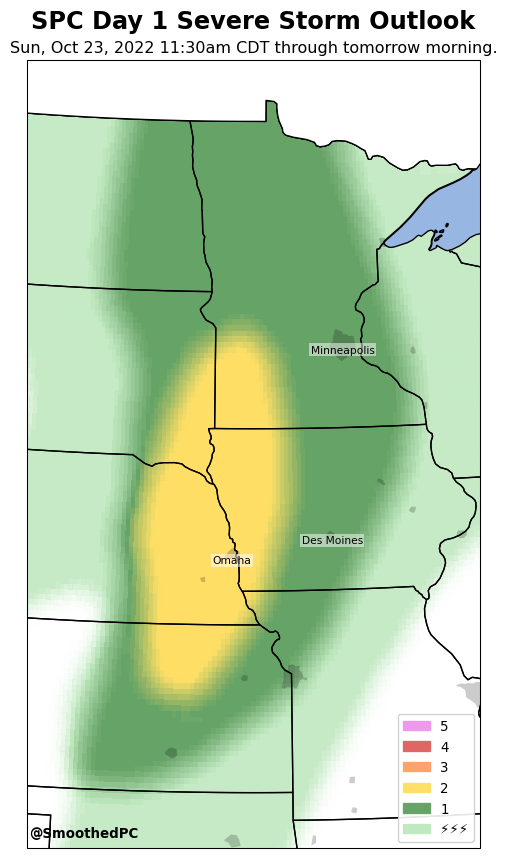 SPC Day 1 Severe Storm Outlook
Sun, Oct 23, 2022 11:30am CDT through tomorrow morning.
Minneapolis
Des Moines
Omaha
5
4
3
2
1
⚡⚡⚡
@SmoothedPC